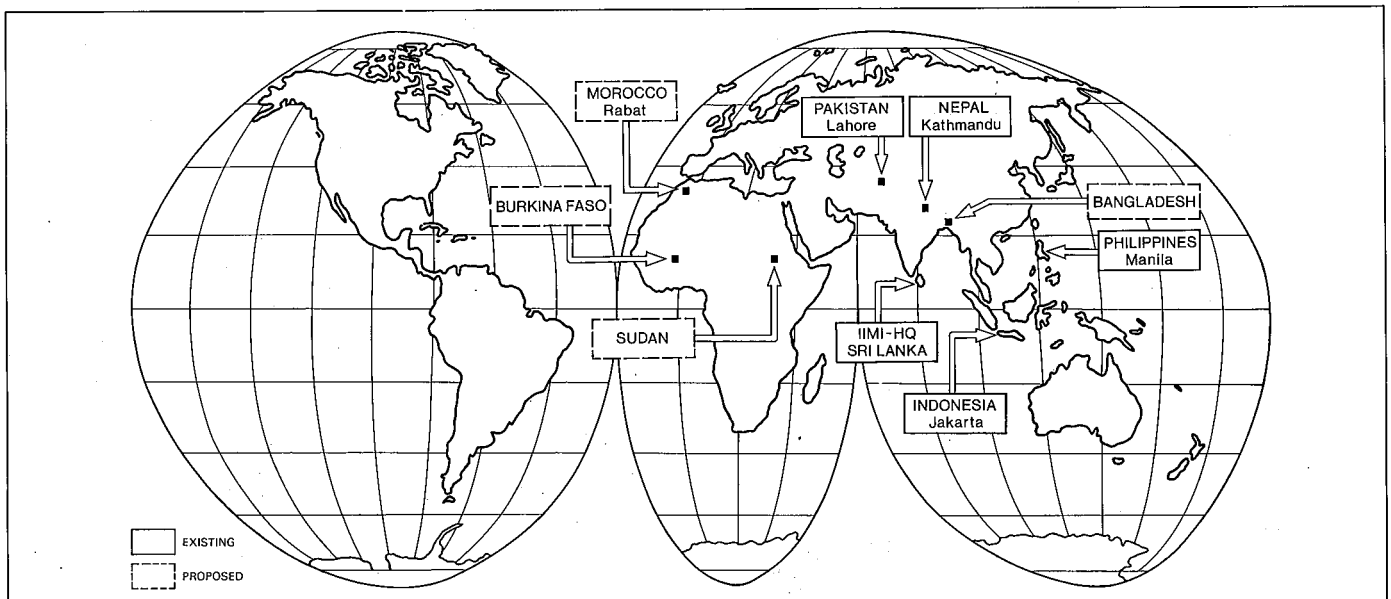 MOROCCO
Rabat
PAKISTAN
Lahore
NEPAL
Kathmandu
BURKINA FASO
BANGLADESH
PHILIPPINES
Manila
SUDAN
IIMI-HQ
SRI LANKA
INDONESIA
Jakarta
EXISTING
PROPOSED